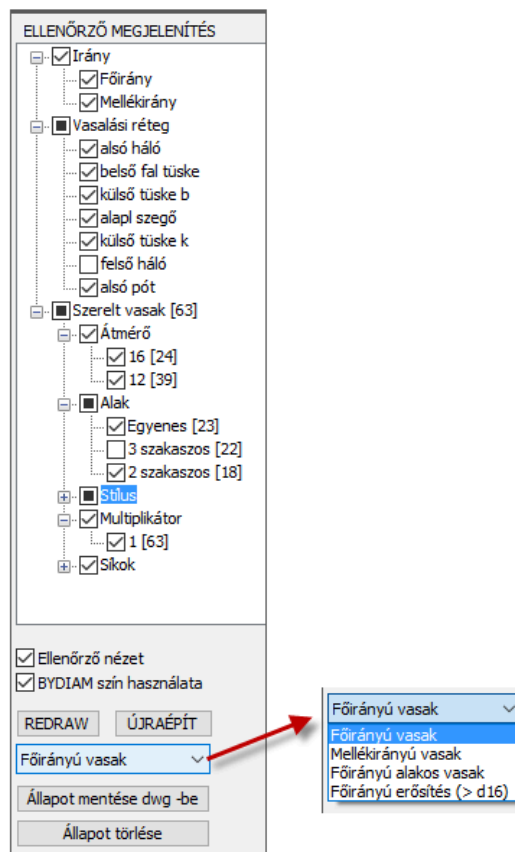 ELLENŐRZŐ MEGJELENÍTÉS
Irány
Főirány
Mellékirány
Vasalási réteg
alsó háló
belső fal tüske
külső tüske b
alapl szegő
külső tüske k
felső háló
alsó pót
Szerelt vasak [63]
Átmérő
16 [24]
12 [39]
Alak
Egyenes [23]
3 szakaszos [22]
2 szakaszos [18]
Stílus
Multiplikátor
1 [63]
Síkok
Ellenőrző nézet
BYDIAM szín használata
REDRAW ÚJRAÉPÍT
Főirányú vasak
Állapot mentése dwg -be
Állapot törlése
Főirányú vasak
Főirányú vasak
Mellékirányú vasak
Főirányú alakos vasak
Főirányú erősítés (> d16)